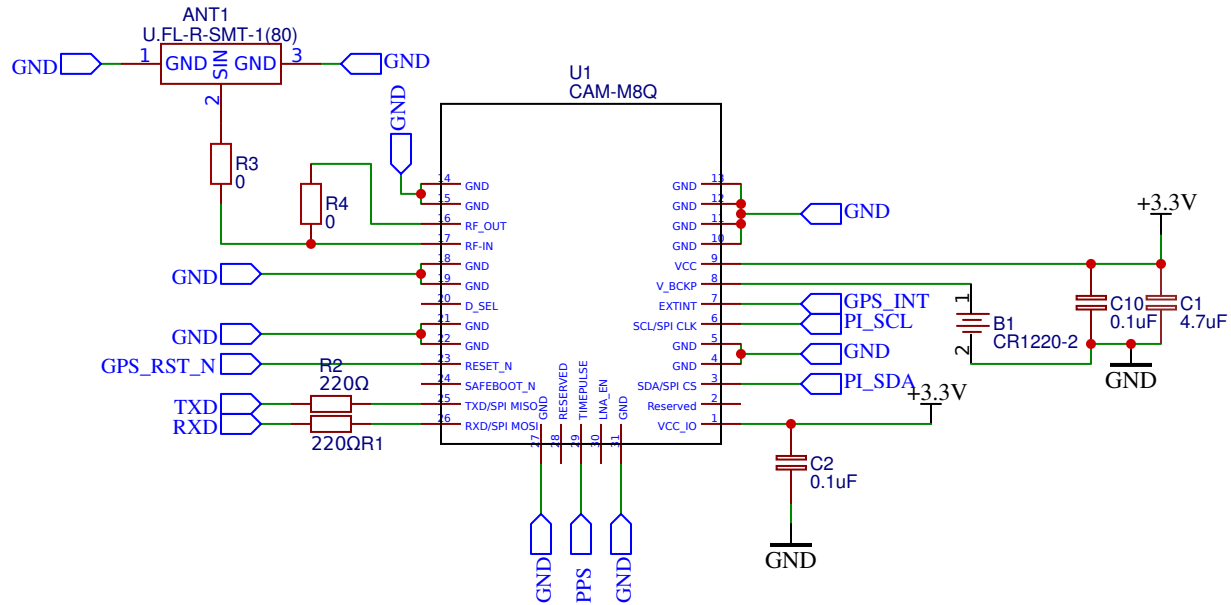 ANT1
U.FL-R-SMT-1(80)
GND
1
GND
SIN
GND
3
GND
2
R3
0
R4
0
GND
U1
CAM-M8Q
14
GND
15
GND
16
RF_OUT
17
RF-IN
GND
18
GND
19
GND
20
D_SEL
GND
21
GND
22
GND
GPS_RST_N
23
RESET_N
24
SAFEBOOT_N
R2
220Ω
TXD
25
TXD/SPI MISO
RXD
26
RXD/SPI MOSI
220ΩR1
GND
RESERVED
TIMEPULSE
LNA_EN
GND
27
28
29
30
31
GND
PPS
GND
GND
13
GND
12
GND
11
GND
10
GND
VCC
9
V_BCKP
8
EXTINT
7
GPS_INT
SCL/SPI CLK
6
PI_SCL
GND
5
GND
4
GND
SDA/SPI CS
3
PI_SDA
Reserved
2
VCC_IO
1
+3.3V
C2
0.1uF
GND
1
B1
CR1220-2
2
+3.3V
C10
0.1uF
C1
4.7uF
GND